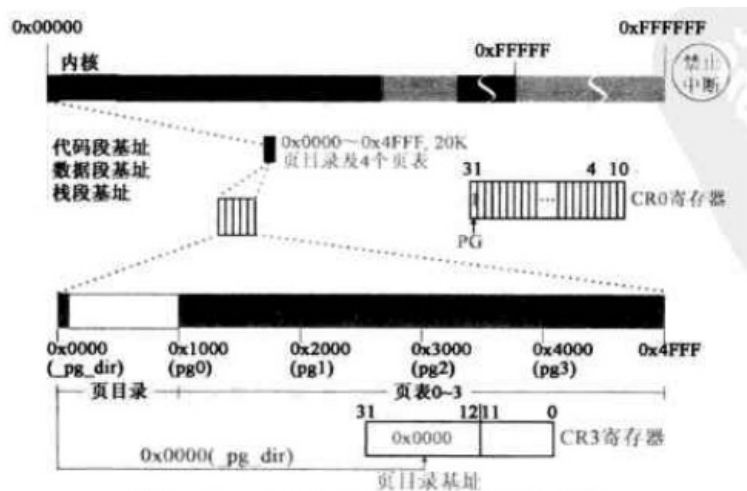 0x00000 0xFFFFFF
0xFFFFF
禁止
中断
内核
代码段基址
数据段基址
栈段基址
0x0000~0x4FFF, 20K
页目录及4个页表
31 4 10
1 ... CR0寄存器
PG
0x0000 0x1000 0x2000 0x3000 0x4000 0x4FFF
(_pg_dir) (pg0) (pg1) (pg2) (pg3)
页目录 页表0~3
31 12 11 0
0x0000 CR3寄存器
0x0000(_pg_dir)
页目录基址